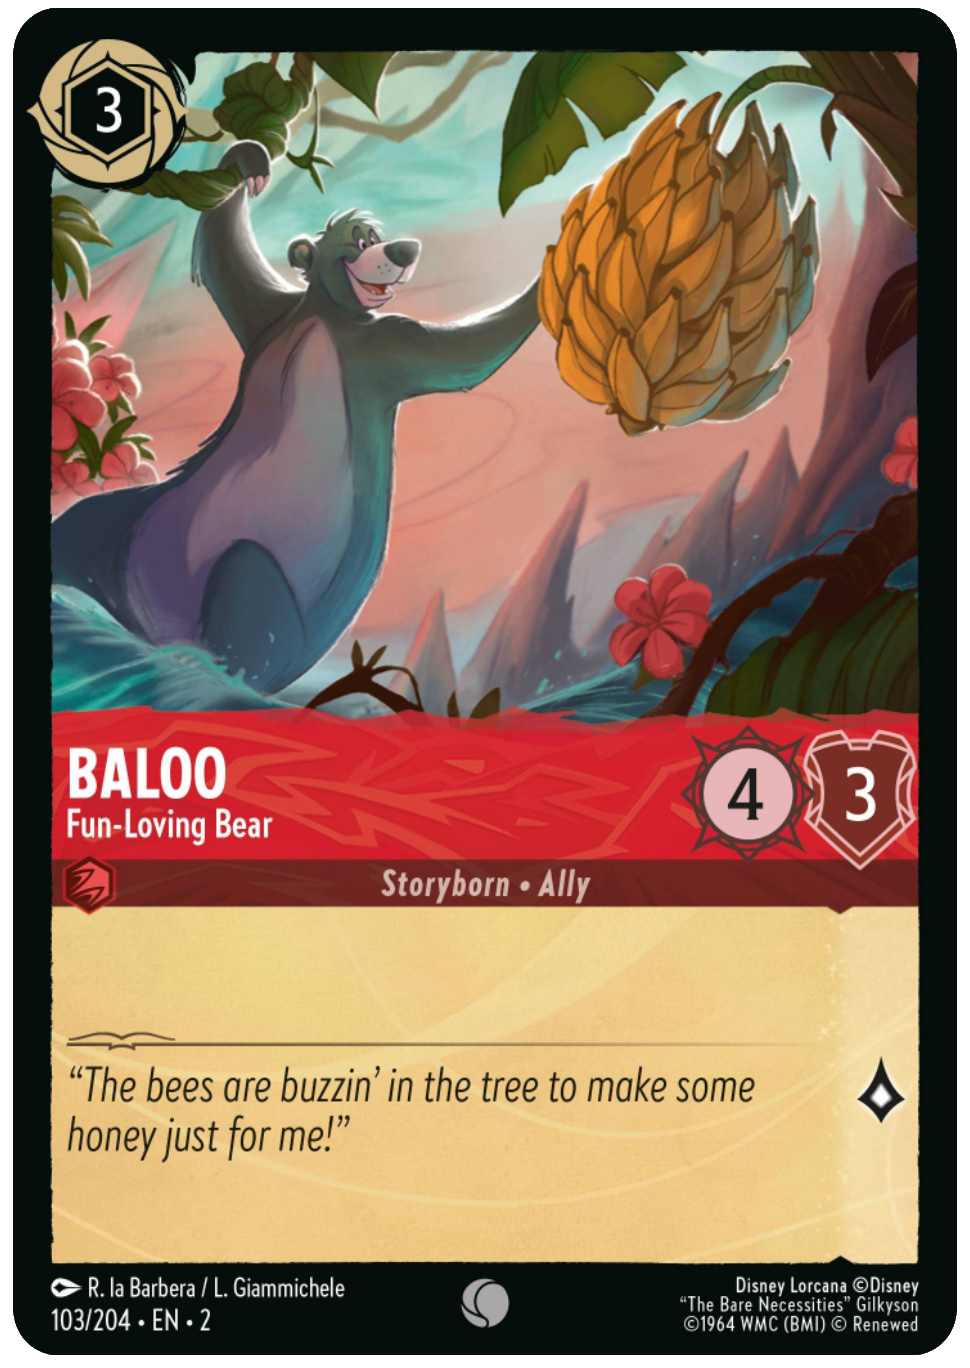 3
BALOO
Fun-Loving Bear
4
3
Storyborn • Ally
“The bees are buzzin’ in the tree to make some
honey just for me!”
R. la Barbera / L. Giammichele
103/204 • EN • 2
Disney Lorcana ©Disney
“The Bare Necessities” Gilkyson
©1964 WMC (BMI) © Renewed